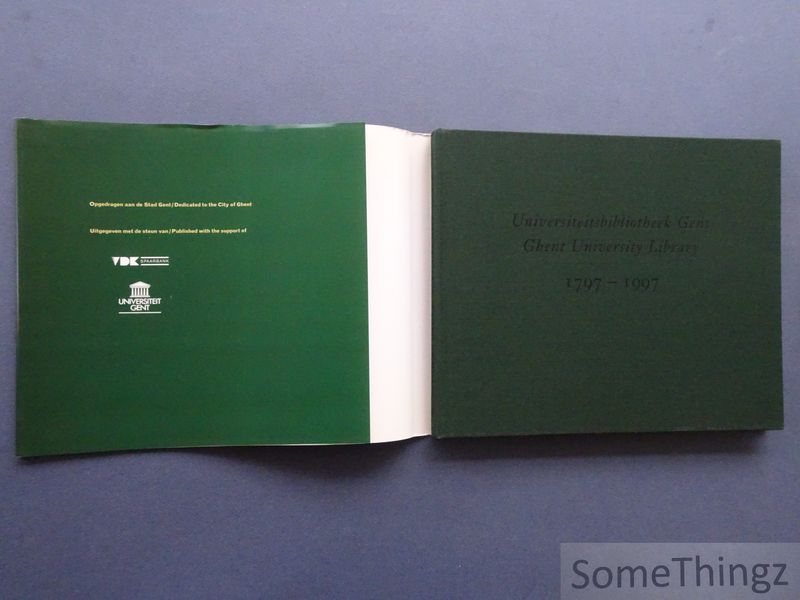 Opgedragen aan de Stad Gent/Dedicated to the City of Ghent
Uitgegeven met de steun van/Published with the support of
VDK SPAARBANK
UNIVERSITEIT
GENT
Universiteitsbibliotheek Gent
Ghent University Library
1797 – 1997
SomeThingz